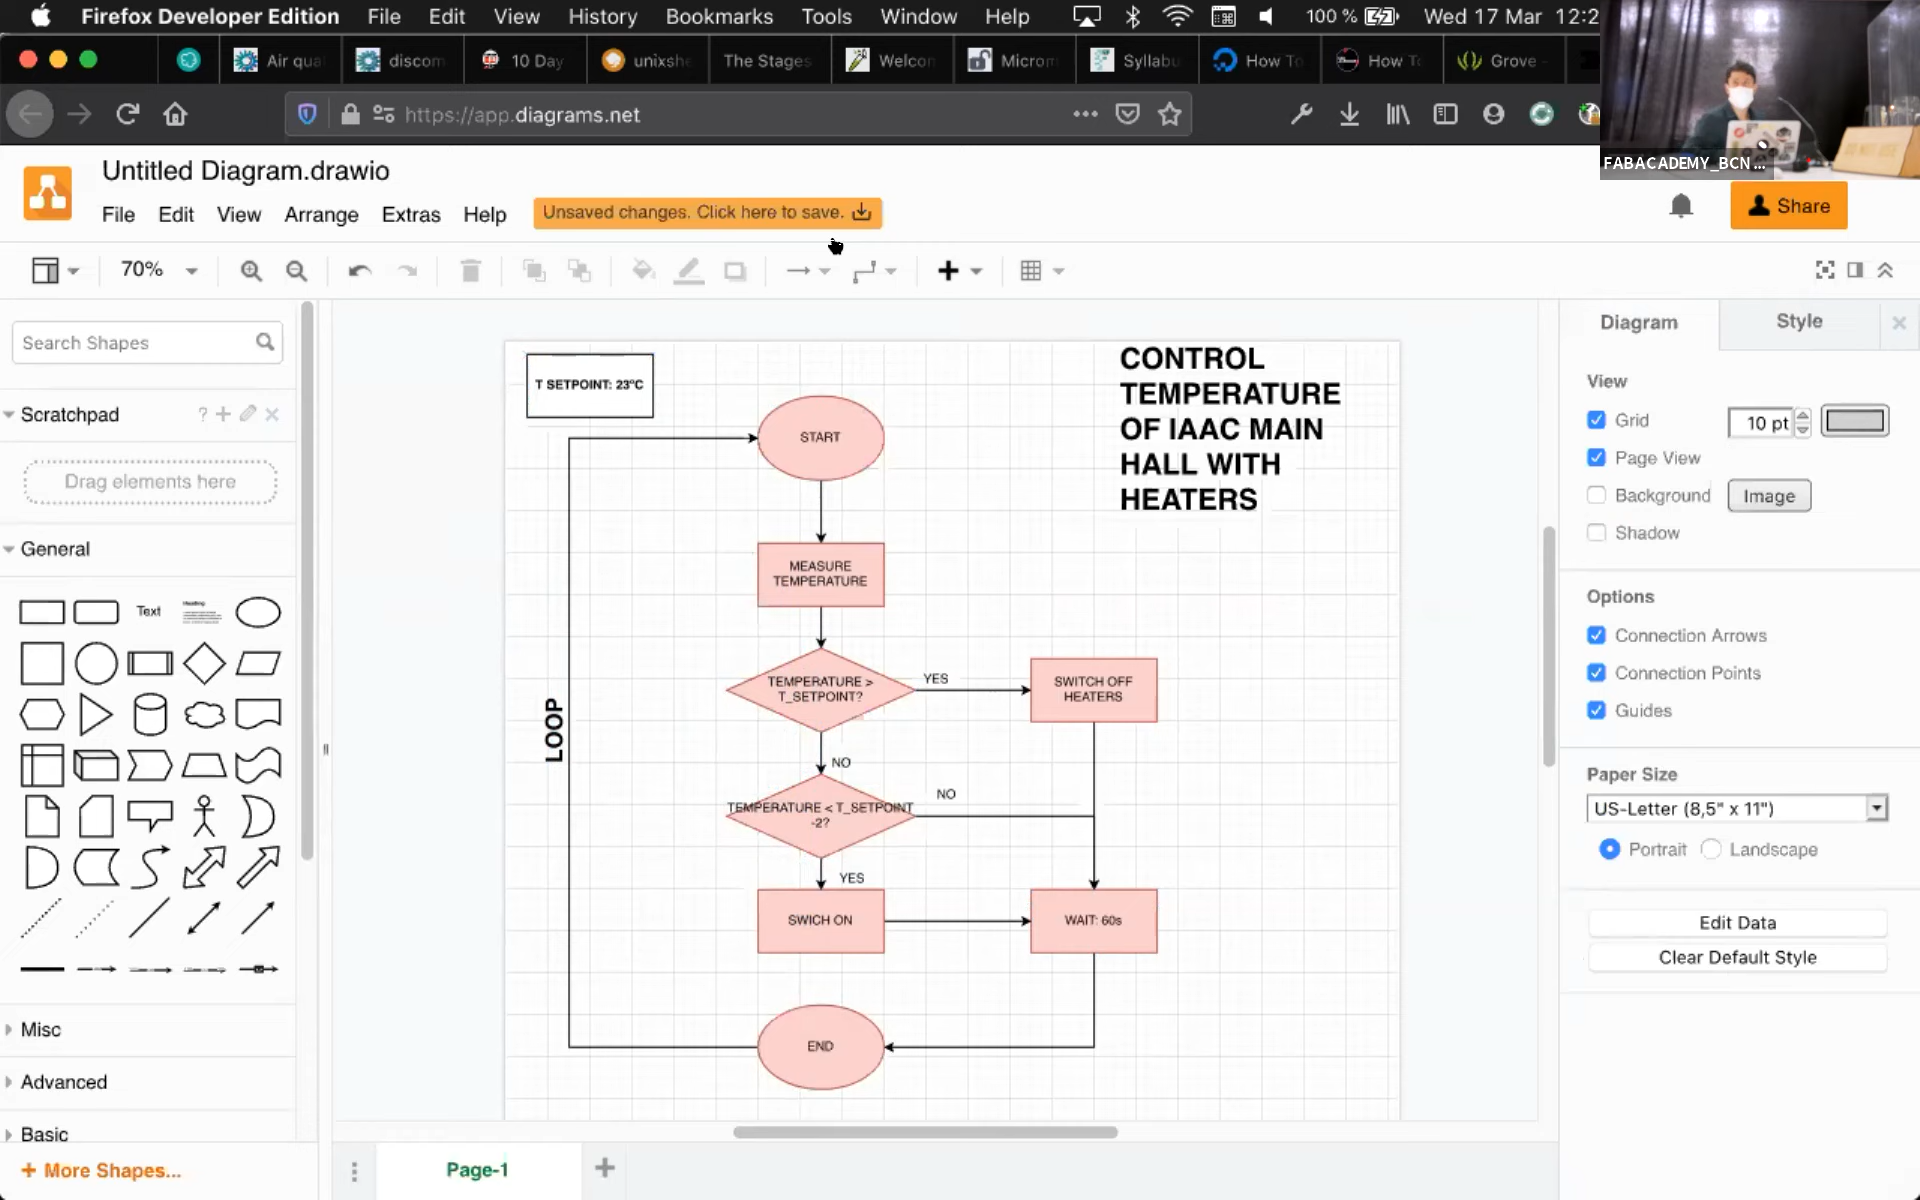 Firefox Developer Edition File Edit View History Bookmarks Tools Window Help 100 % Wed 17 Mar 12:2
Air qua discom 10 Day unixshe The Stages Welcon Microm Syllabu How To How To Grove -
https://app.diagrams.net
FABACADEMY_BCN ...
Untitled Diagram.drawio
File Edit View Arrange Extras Help Unsaved changes. Click here to save. Share
70%
Search Shapes
Scratchpad ?
Drag elements here
General
Text
Heading
Misc
Advanced
Basic
+ More Shapes...
T SETPOINT: 23ºC
CONTROL
TEMPERATURE
OF IAAC MAIN
HALL WITH
HEATERS
START
MEASURE
TEMPERATURE
TEMPERATURE >
T_SETPOINT?
YES
SWITCH OFF
HEATERS
LOOP
NO
TEMPERATURE < T_SETPOINT
-2?
NO
YES
SWICH ON
WAIT: 60s
END
Page-1
Diagram Style
View
Grid 10 pt
Page View
Background Image
Shadow
Options
Connection Arrows
Connection Points
Guides
Paper Size
US-Letter (8,5" x 11")
Portrait Landscape
Edit Data
Clear Default Style